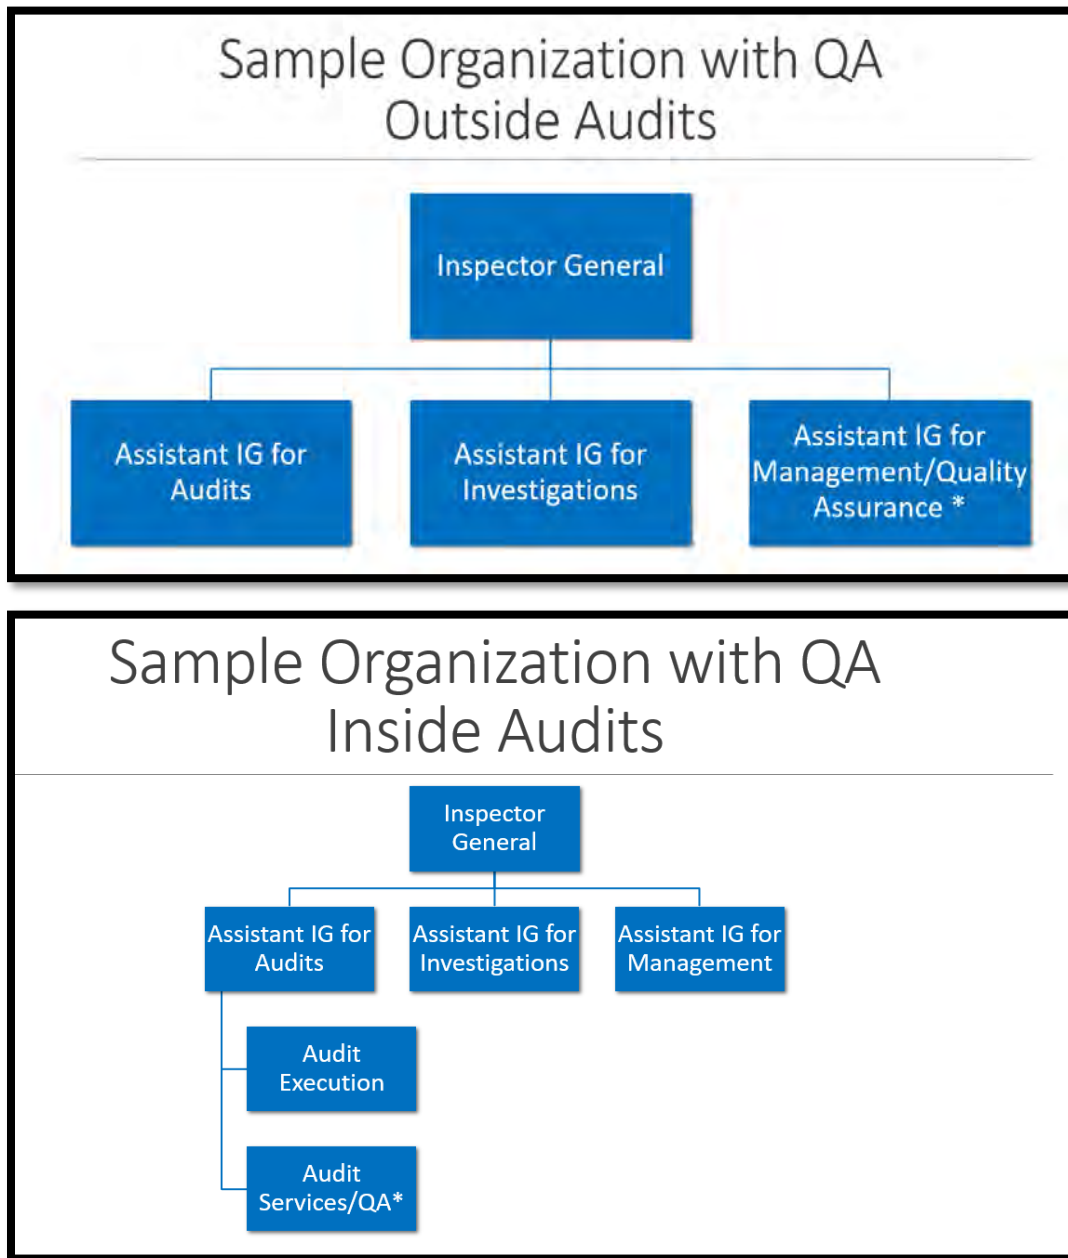 Sample Organization with QA
Outside Audits
Inspector General
Assistant IG for
Audits
Assistant IG for
Investigations
Assistant IG for
Management/Quality
Assurance *
Sample Organization with QA
Inside Audits
Inspector
General
Assistant IG for
Audits
Assistant IG for
Investigations
Assistant IG for
Management
Audit
Execution
Audit
Services/QA*